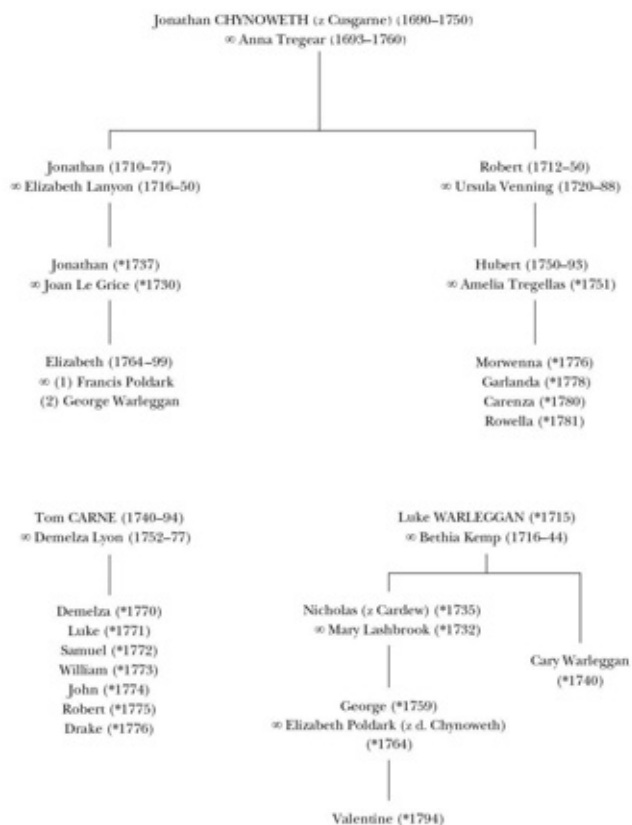 Jonathan CHYNOWETH (z Cusgarne) (1690–1750)
∞ Anna Tregear (1693–1760)
Jonathan (1710–77)
∞ Elizabeth Lanyon (1716–50)
Robert (1712–50)
∞ Ursula Venning (1720–88)
Jonathan (*1737)
∞ Joan Le Grice (*1730)
Hubert (1750–93)
∞ Amelia Tregellas (*1751)
Elizabeth (1764–99)
∞ (1) Francis Poldark
(2) George Warleggan
Morwenna (*1776)
Garlanda (*1778)
Carenza (*1780)
Rowella (*1781)
Tom CARNE (1740–94)
∞ Demelza Lyon (1752–77)
Demelza (*1770)
Luke (*1771)
Samuel (*1772)
William (*1773)
John (*1774)
Robert (*1775)
Drake (*1776)
Luke WARLEGGAN (*1715)
∞ Bethia Kemp (1716–44)
Nicholas (z Cardew) (*1735)
∞ Mary Lashbrook (*1732)
Cary Warleggan
(*1740)
George (*1759)
∞ Elizabeth Poldark (z d. Chynoweth)
(*1764)
Valentine (*1794)